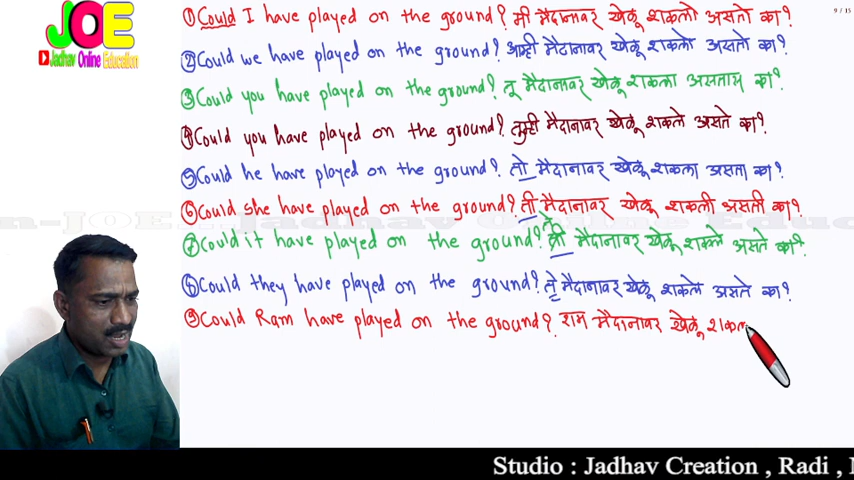 JOE
Jadhav Online Education
9 / 15
① Could I have played on the ground? मी मैदानावर खेळू शकलो असतो का?
② Could we have played on the ground? आम्ही मैदानावर खेळू शकलो असतो का?
③ Could you have played on the ground? तू मैदानावर खेळू शकला असतास का?
④ Could you have played on the ground? तुम्ही मैदानावर खेळू शकले असते का?
⑤ Could he have played on the ground? तो मैदानावर खेळू शकला असता का?
⑥ Could she have played on the ground? ती मैदानावर खेळू शकली असती का?
⑦ Could it have played on the ground? ते मैदानावर खेळू शकले असते का?
Could they have played on the ground? ते मैदानावर खेळू शकले असते का?
⑨ Could Ram have played on the ground? राम मैदानावर खेळू शकल
Studio : Jadhav Creation , Radi ,